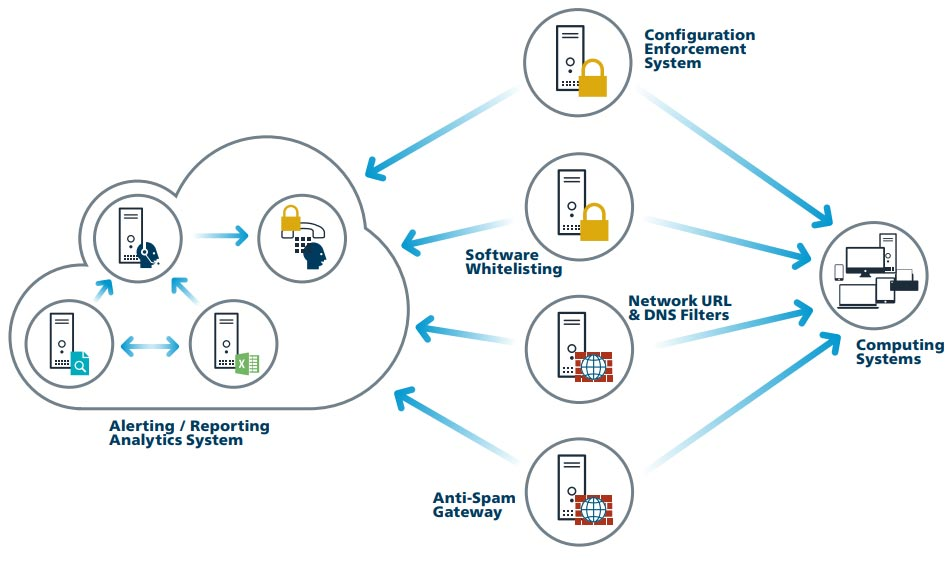 Configuration
Enforcement
System
Software
Whitelisting
Network URL
& DNS Filters
Computing
Systems
Alerting / Reporting
Analytics System
Anti-Spam
Gateway
X